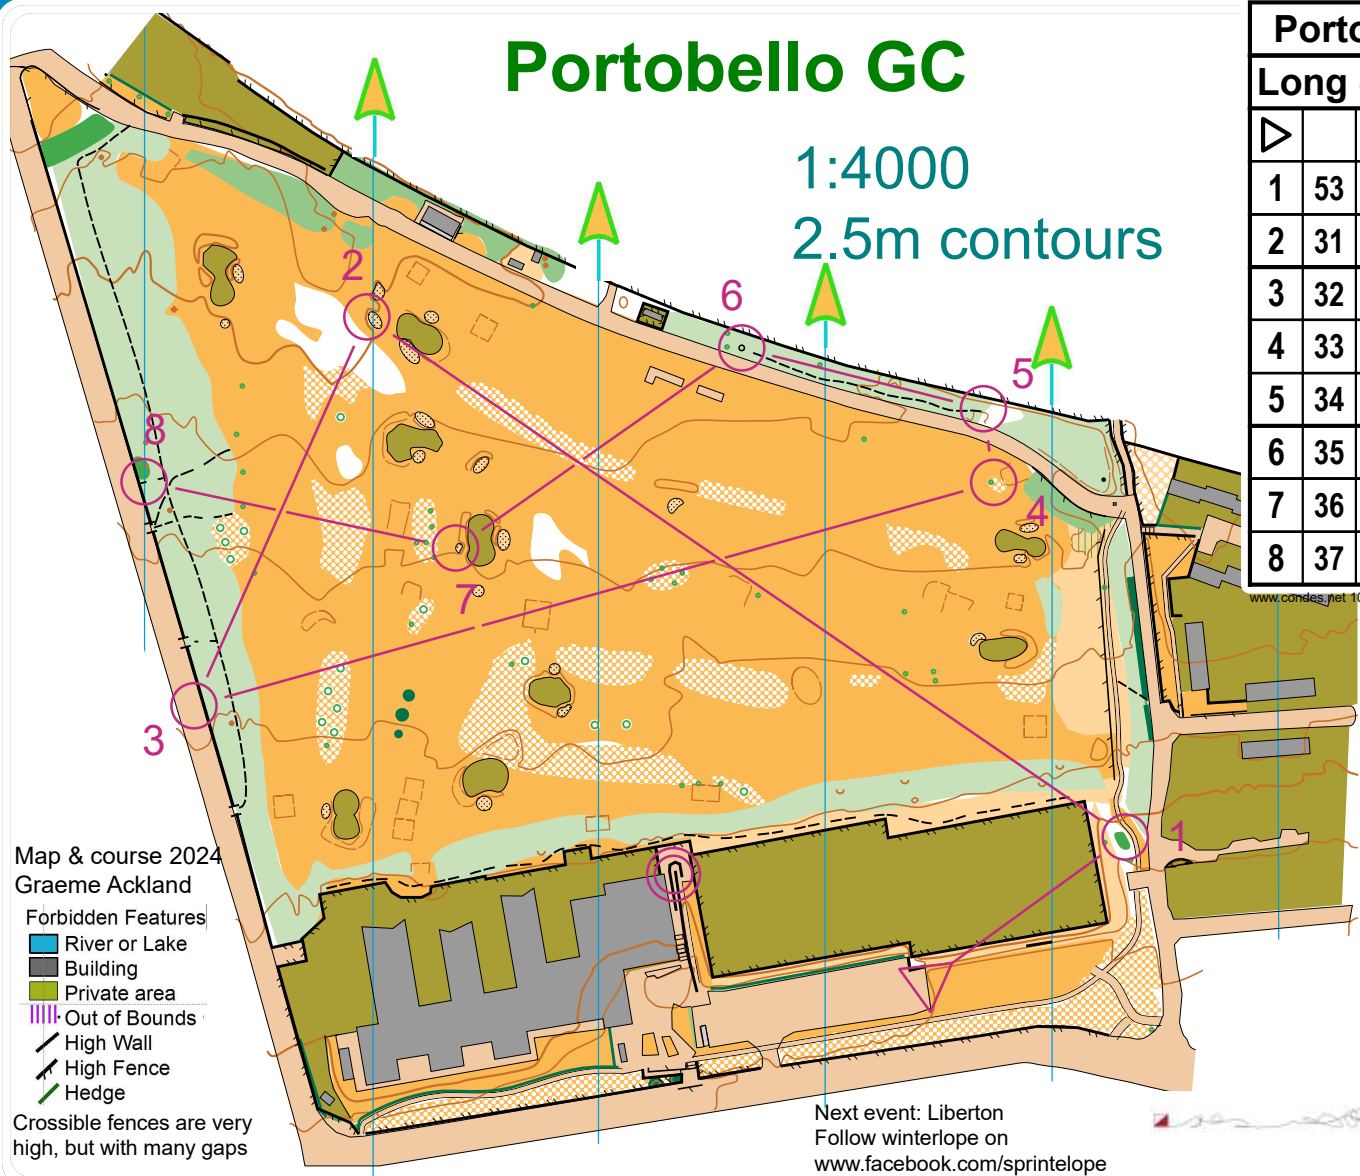 Portobello GC
1:4000
2.5m contours
Long
1 53
2 31
3 32
4 33
5 34
6 35
7 36
8 37
www.condes.net
2
6
5
8
4
7
3
1
Map & course 2024
Graeme Ackland
Forbidden Features
River or Lake
Building
Private area
Out of Bounds
High Wall
High Fence
Hedge
Crossible fences are very
high, but with many gaps
Next event: Liberton
Follow winterlope on
www.facebook.com/sprintelope